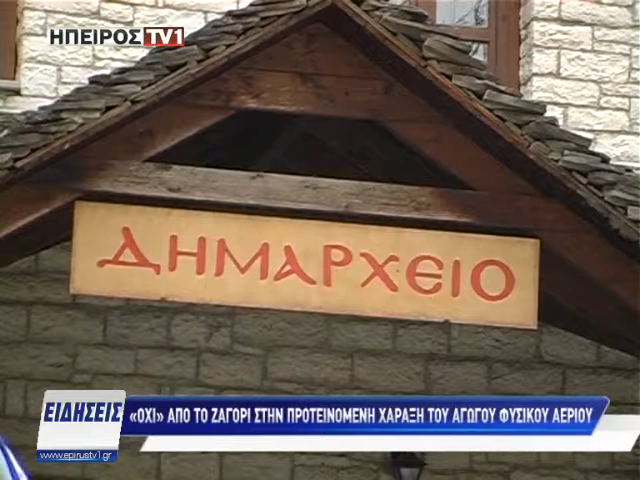 ΗΠΕΙΡΟΣ TV1
ΔΗΜΑΡΧΕΙΟ
ΕΙΔΗΣΕΙΣ
«ΟΧΙ» ΑΠΟ ΤΟ ΖΑΓΟΡΙ ΣΤΗΝ ΠΡΟΤΕΙΝΟΜΕΝΗ ΧΑΡΑΞΗ ΤΟΥ ΑΓΩΓΟΥ ΦΥΣΙΚΟΥ ΑΕΡΙΟΥ
www.epirustv1.gr